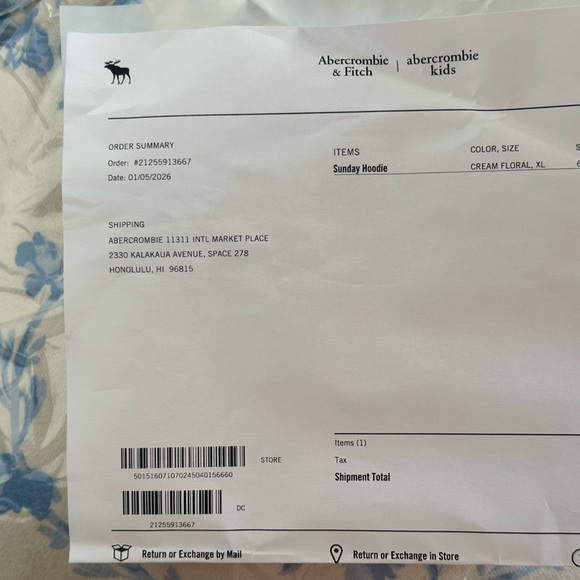 Abercrombie & Fitch | abercrombie kids
ORDER SUMMARY
Order: #21255913667
Date: 01/05/2026
ITEMS COLOR, SIZE S
Sunday Hoodie CREAM FLORAL, XL
SHIPPING
ABERCROMBIE 11311 INTL MARKET PLACE
2330 KALAKAUA AVENUE, SPACE 278
HONOLULU, HI 96815
Items (1)
Tax
Shipment Total
STORE
501516071070245040156660
DC
21255913667
Return or Exchange by Mail Return or Exchange in Store